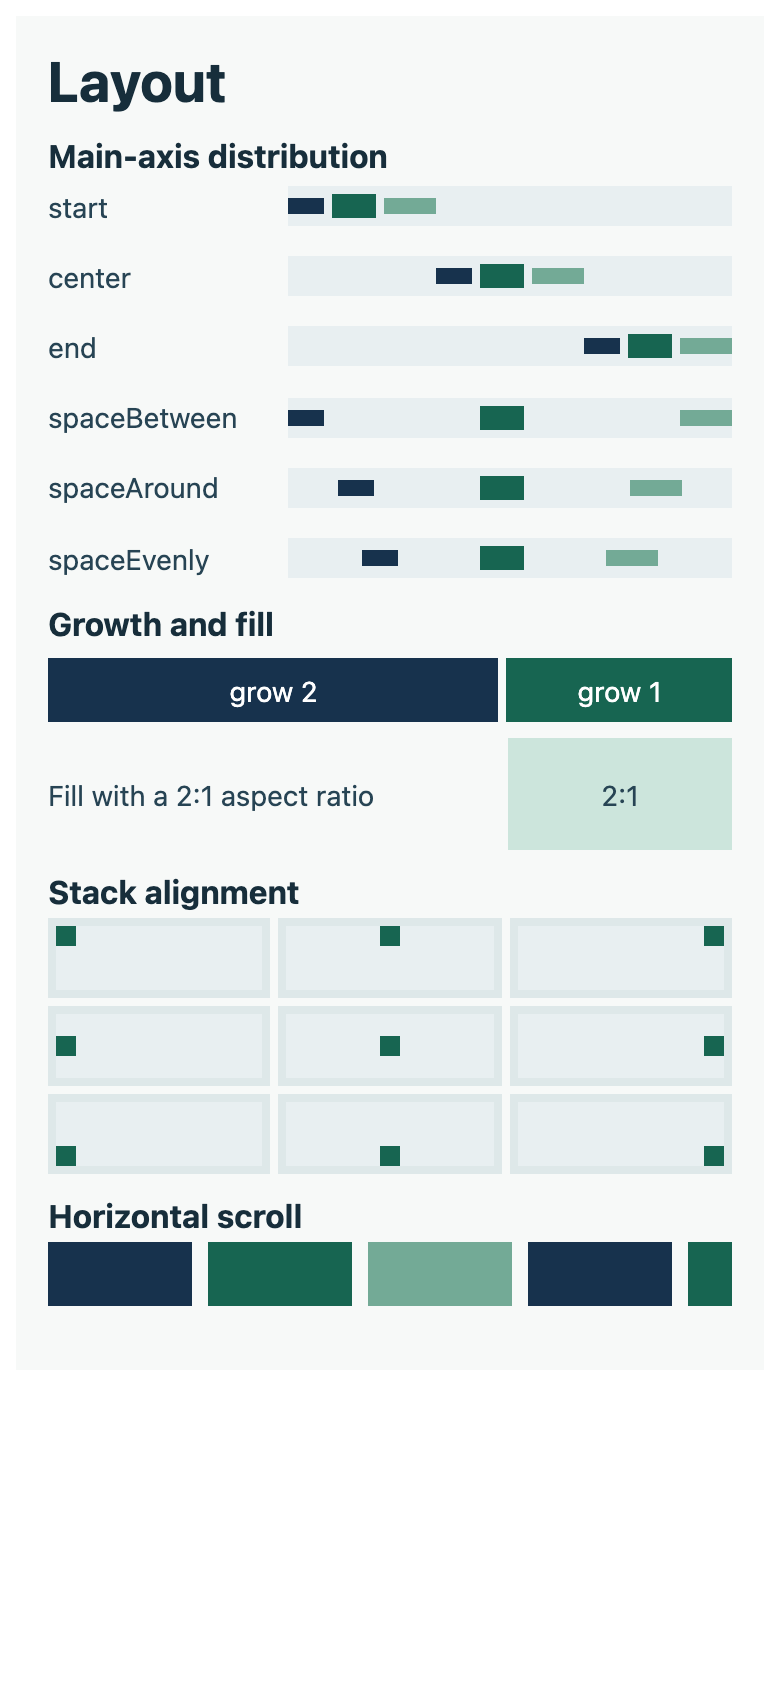 Layout
Main-axis distribution
start
center
end
spaceBetween
spaceAround
spaceEvenly
Growth and fill
grow 2 grow 1
Fill with a 2:1 aspect ratio 2:1
Stack alignment
Horizontal scroll